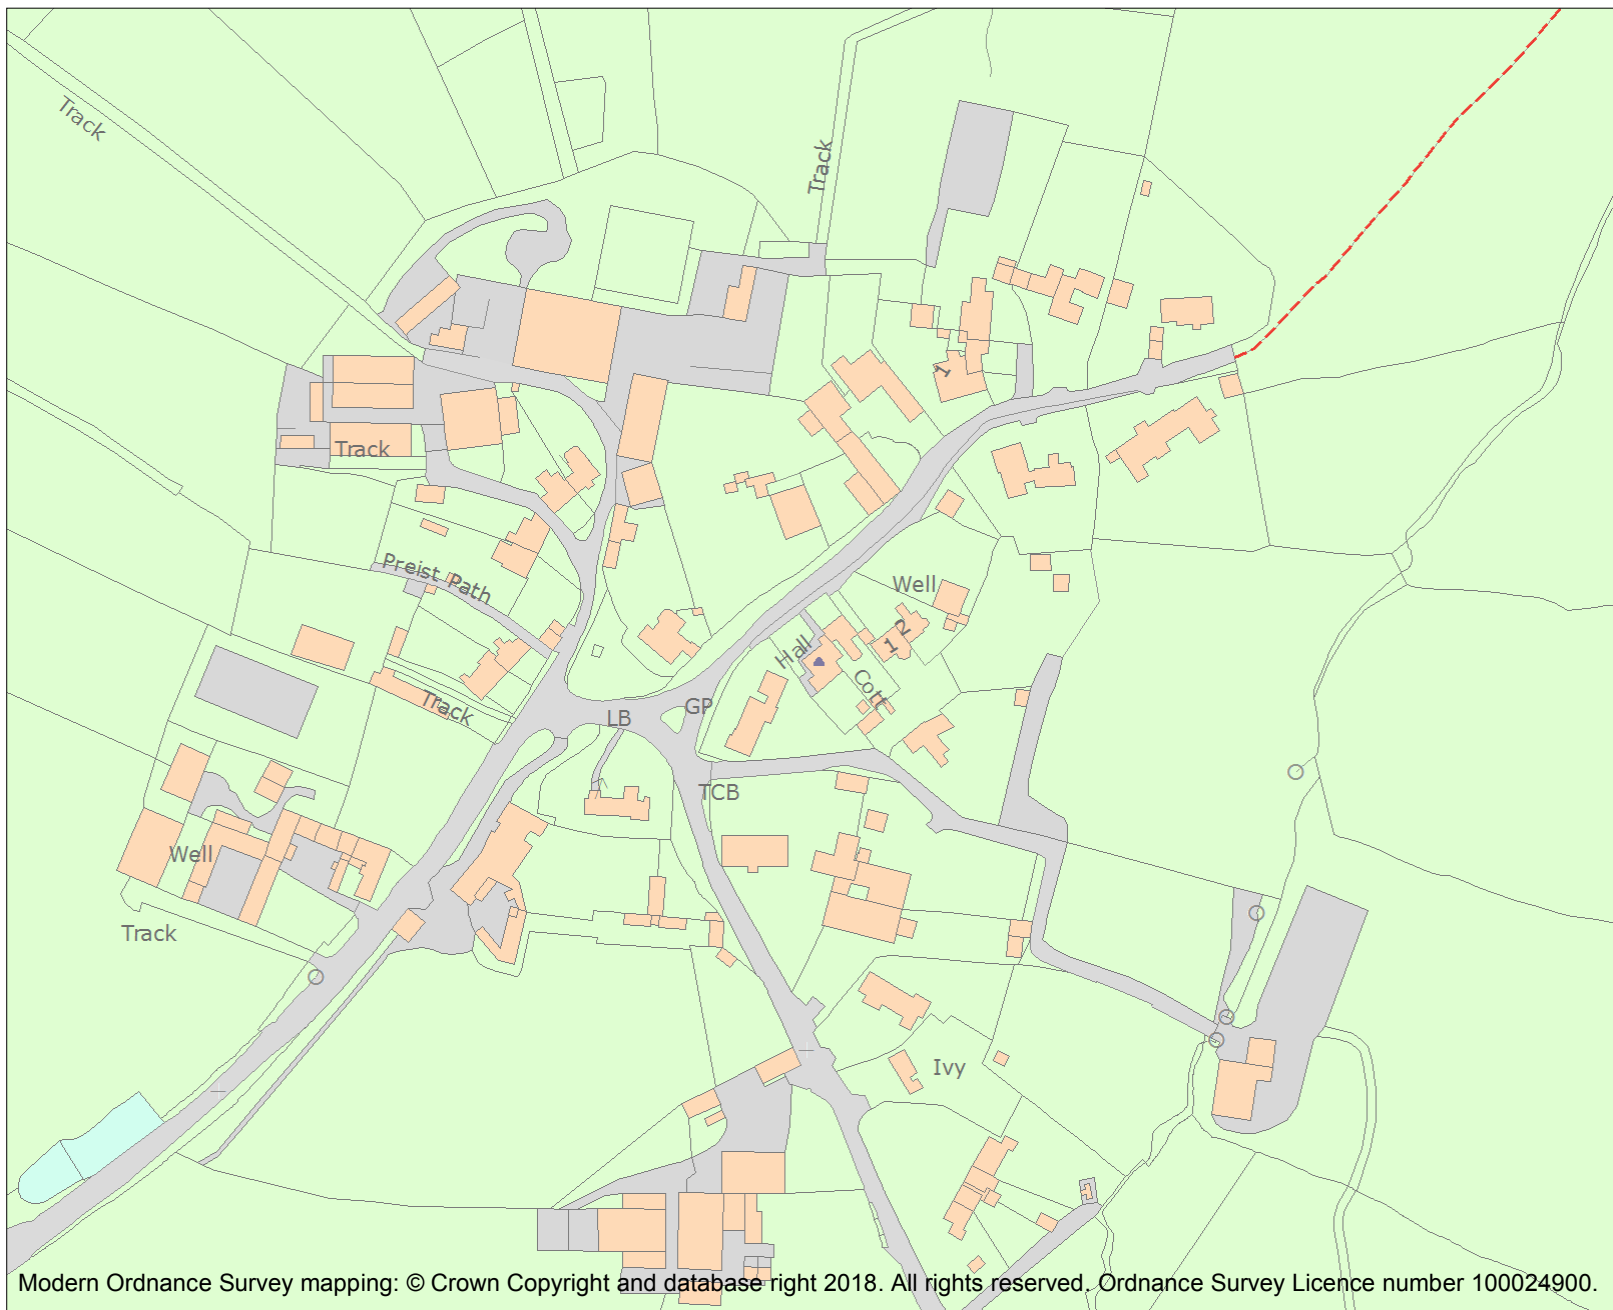 Track
Track
1
Track
Preist Path
Well
2
1
Hall
Cott
Track
GP
LB
TCB
Well
Track
Ivy
Modern Ordnance Survey mapping: © Crown Copyright and database right 2018. All rights reserved. Ordnance Survey Licence number 100024900.